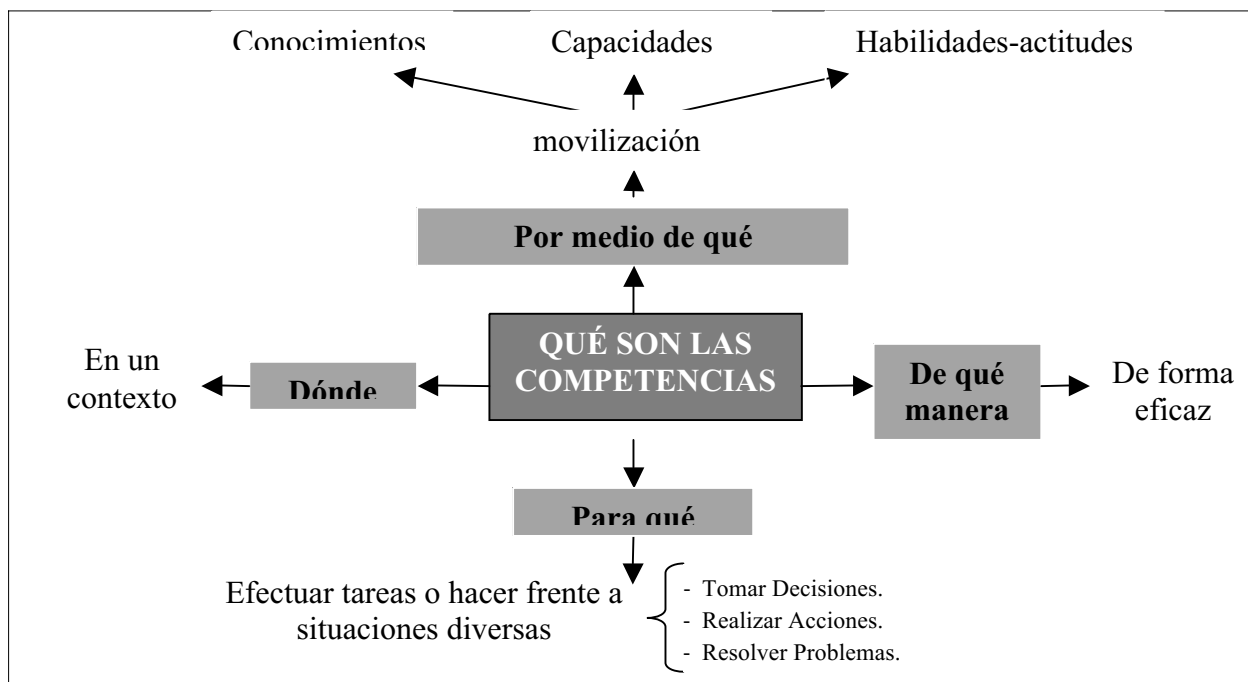 Conocimientos
Capacidades
Habilidades-actitudes
movilización
Por medio de qué
QUÉ SON LAS
COMPETENCIAS
En un
contexto
Dónde
De qué
manera
De forma
eficaz
Para qué
Efectuar tareas o hacer frente a
situaciones diversas
- Tomar Decisiones.
- Realizar Acciones.
- Resolver Problemas.